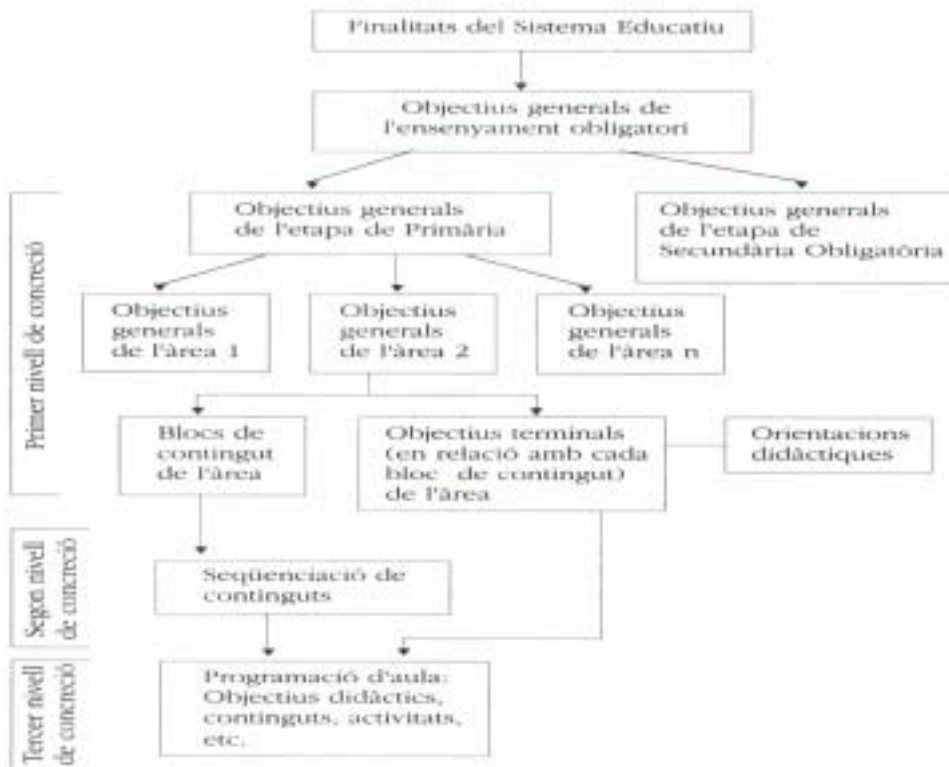 Finalitats del Sistema Educatiu
Objectius generals de
l'ensenyament obligatori
Primer nivell de concreció
Objectius generals
de l'etapa de Primària
Objectius generals
de l'etapa de
Secundària Obligatòria
Objectius
generals
de l'àrea 1
Objectius
generals
de l'àrea 2
Objectius
generals
de l'àrea n
Blocs de
contingut
de l'àrea
Objectius terminals
(en relació amb cada
bloc de contingut)
de l'àrea
Orientacions
didàctiques
Segon nivell
de concreció
Seqüenciació de
continguts
Tercer nivell
de concreció
Programació d'aula:
Objectius didàctics,
continguts, activitats,
etc.